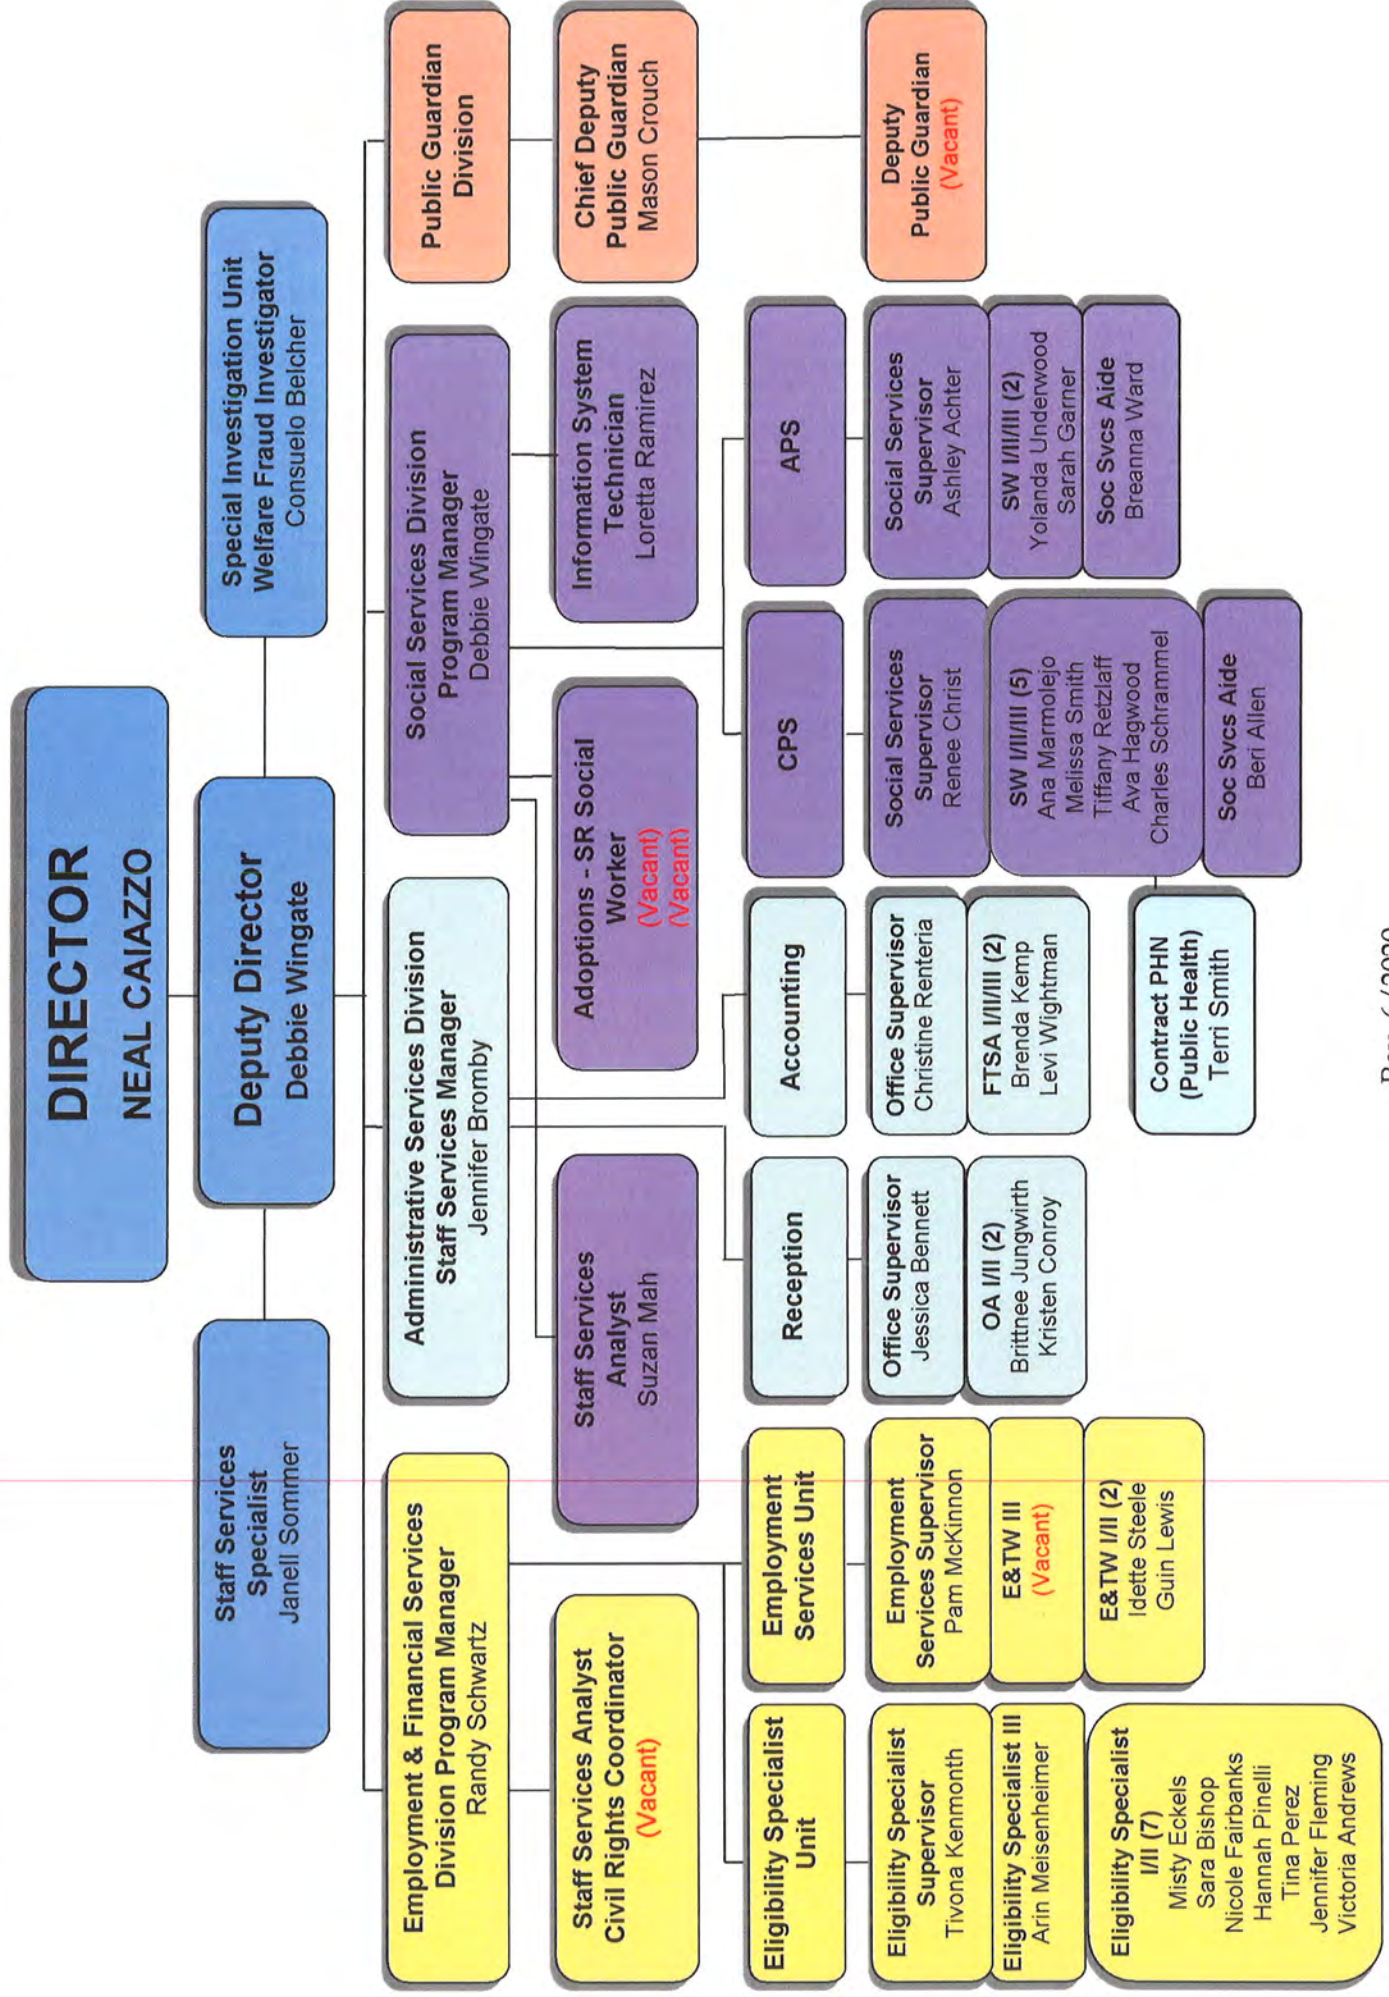 DIRECTOR
NEAL CAIAZZO
Staff Services
Specialist
Janell Sommer
Deputy Director
Debbie Wingate
Special Investigation Unit
Welfare Fraud Investigator
Consuelo Belcher
Employment & Financial Services
Division Program Manager
Randy Schwartz
Administrative Services Division
Staff Services Manager
Jennifer Bromby
Social Services Division
Program Manager
Debbie Wingate
Public Guardian
Division
Staff Services Analyst
Civil Rights Coordinator
(Vacant)
Staff Services
Analyst
Suzan Mah
Adoptions - SR Social
Worker
(Vacant)
(Vacant)
Information System
Technician
Loretta Ramirez
Chief Deputy
Public Guardian
Mason Crouch
Eligibility Specialist
Unit
Employment
Services Unit
Reception
Accounting
CPS
APS
Eligibility Specialist
Supervisor
Tivona Kenmonth
Eligibility Specialist III
Arin Meisenheimer
Eligibility Specialist
I/II (7)
Misty Eckels
Sara Bishop
Nicole Fairbanks
Hannah Pinelli
Tina Perez
Jennifer Fleming
Victoria Andrews
Employment
Services Supervisor
Pam McKinnon
E&TW III
(Vacant)
E&TW I/II (2)
Idette Steele
Guin Lewis
Office Supervisor
Jessica Bennett
OA I/II (2)
Brittnee Jungwirth
Kristen Conroy
Office Supervisor
Christine Renteria
FTSA I/II/III (2)
Brenda Kemp
Levi Wightman
Contract PHN
(Public Health)
Terri Smith
Social Services
Supervisor
Renee Christ
SW I/II/III (5)
Ana Marmolejo
Melissa Smith
Tiffany Retzlaff
Ava Hagwood
Charles Schrammel
Soc Svcs Aide
Beri Allen
Social Services
Supervisor
Ashley Achter
SW I/II/III (2)
Yolanda Underwood
Sarah Garner
Soc Svcs Aide
Breanna Ward
Deputy
Public Guardian
(Vacant)